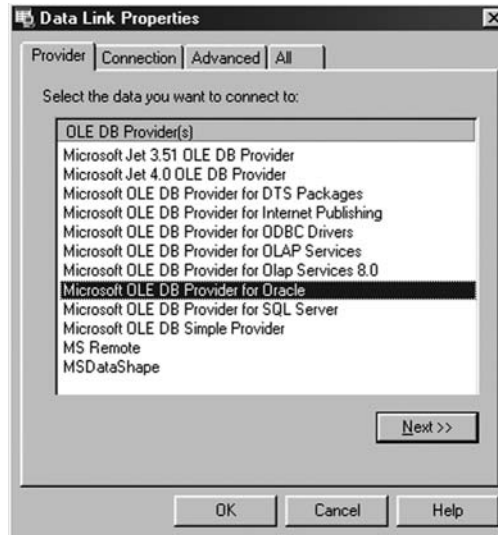 Data Link Properties
Provider Connection Advanced All
Select the data you want to connect to:
OLE DB Provider(s)
Microsoft Jet 3.51 OLE DB Provider
Microsoft Jet 4.0 OLE DB Provider
Microsoft OLE DB Provider for DTS Packages
Microsoft OLE DB Provider for Internet Publishing
Microsoft OLE DB Provider for ODBC Drivers
Microsoft OLE DB Provider for OLAP Services
Microsoft OLE DB Provider for Olap Services 8.0
Microsoft OLE DB Provider for Oracle
Microsoft OLE DB Provider for SQL Server
Microsoft OLE DB Simple Provider
MS Remote
MSDataShape
Next >>
OK Cancel Help